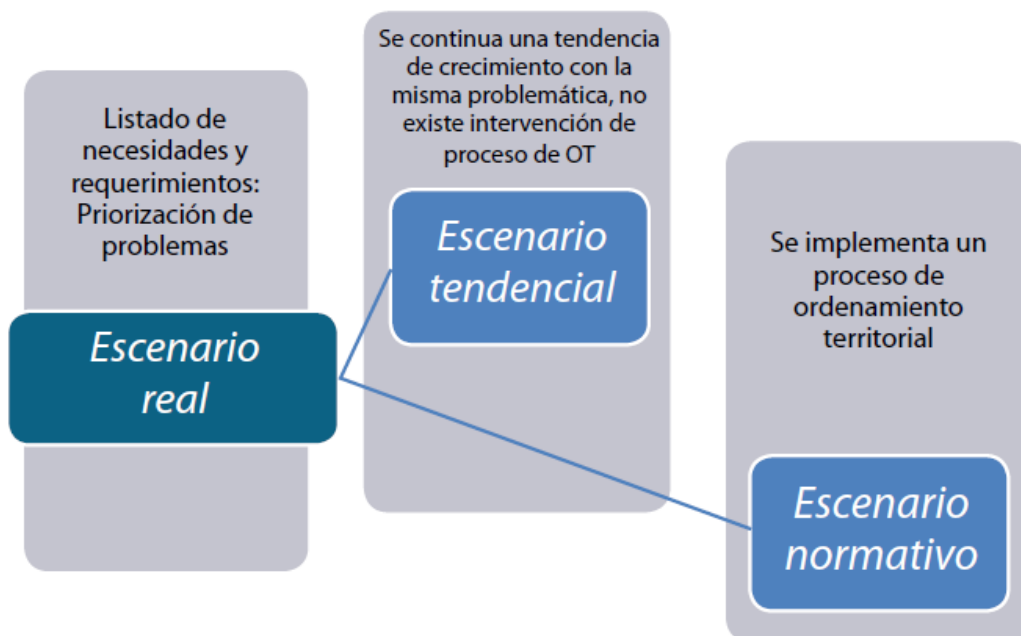 Listado de
necesidades y
requerimientos:
Priorización de
problemas
Escenario
real
Se continua una tendencia
de crecimiento con la
misma problemática, no
existe intervención de
proceso de OT
Escenario
tendencial
Se implementa un
proceso de
ordenamiento
territorial
Escenario
normativo